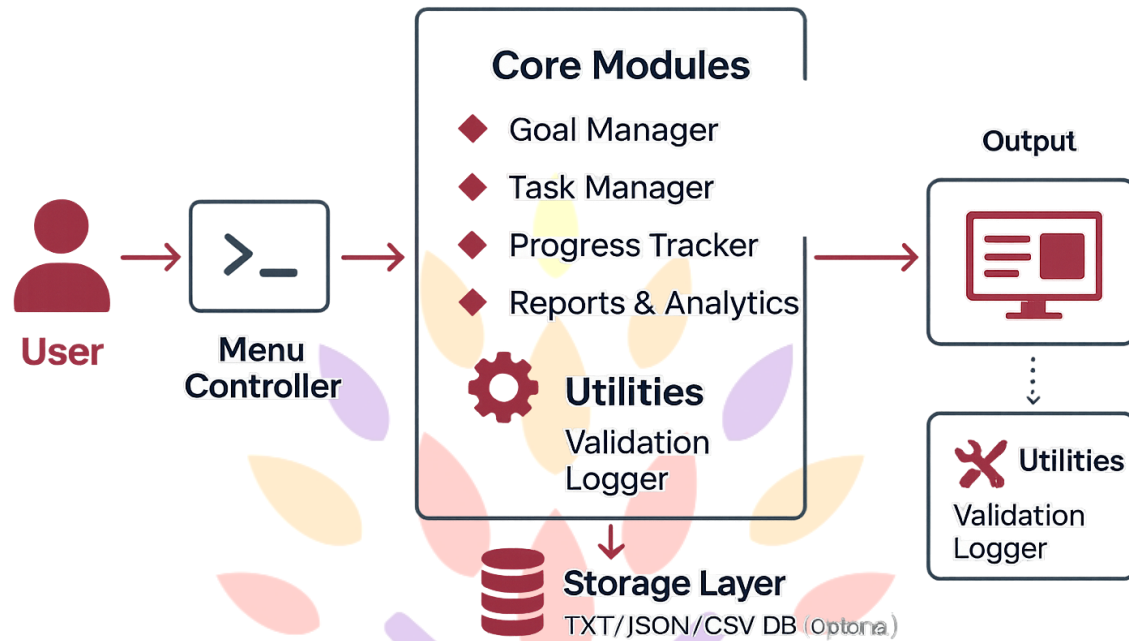 Core Modules
Goal Manager
Task Manager
Progress Tracker
Reports & Analytics
Utilities
Validation
Logger
User
Menu
Controller
Output
Utilities
Validation
Logger
Storage Layer
TXT/JSON/CSV DB